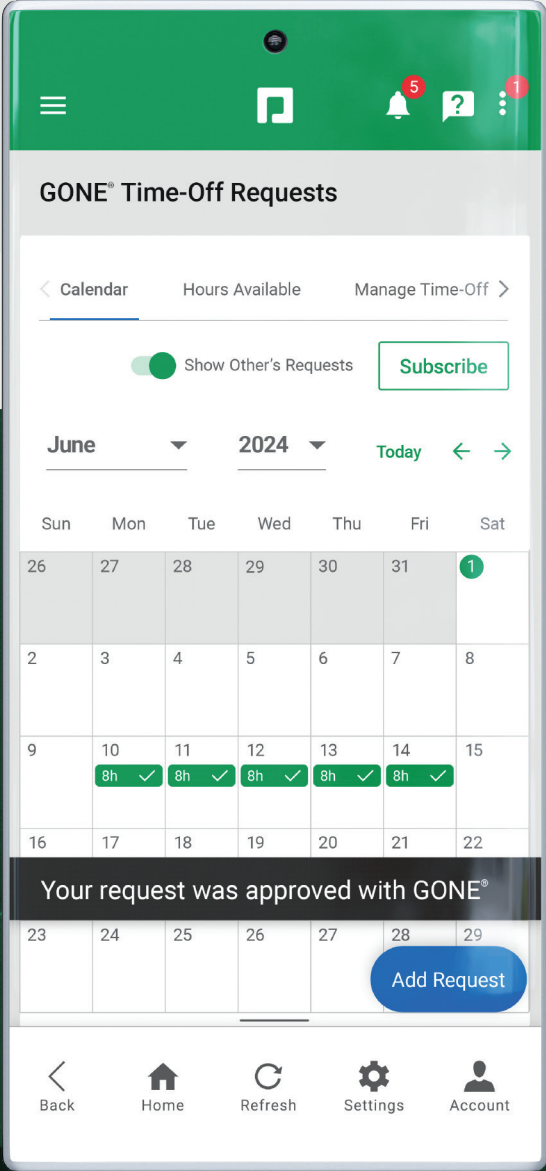 5
?
1
GONE® Time-Off Requests
Calendar Hours Available Manage Time-Off
Show Other's Requests Subscribe
June 2024 Today
Sun Mon Tue Wed Thu Fri Sat
26 27 28 29 30 31 1
2 3 4 5 6 7 8
9 10 11 12 13 14 15
8h 8h 8h 8h 8h
16 17 18 19 20 21 22
Your request was approved with GONE®
23 24 25 26 27 28 29
Add Request
Back Home Refresh Settings Account